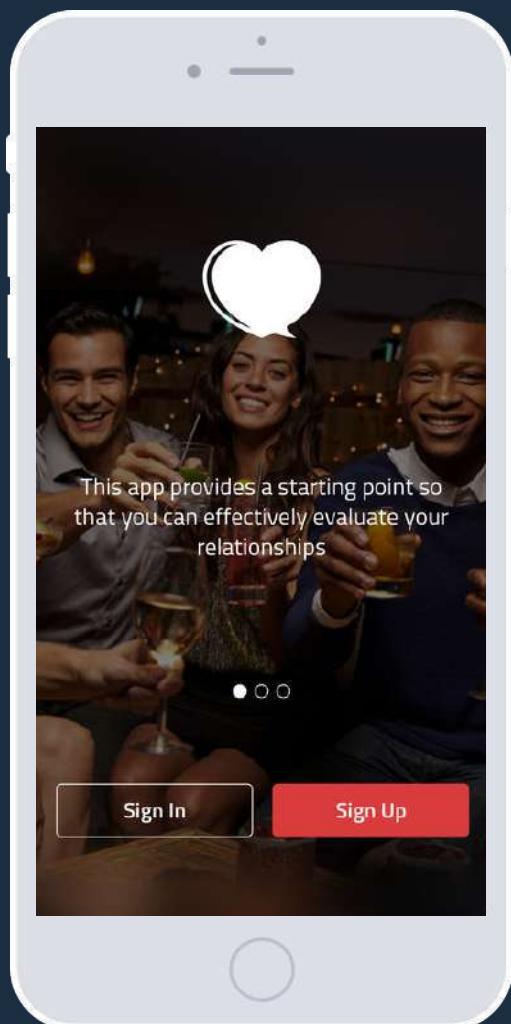 This app provides a starting point so
that you can effectively evaluate your
relationships
Sign In
Sign Up